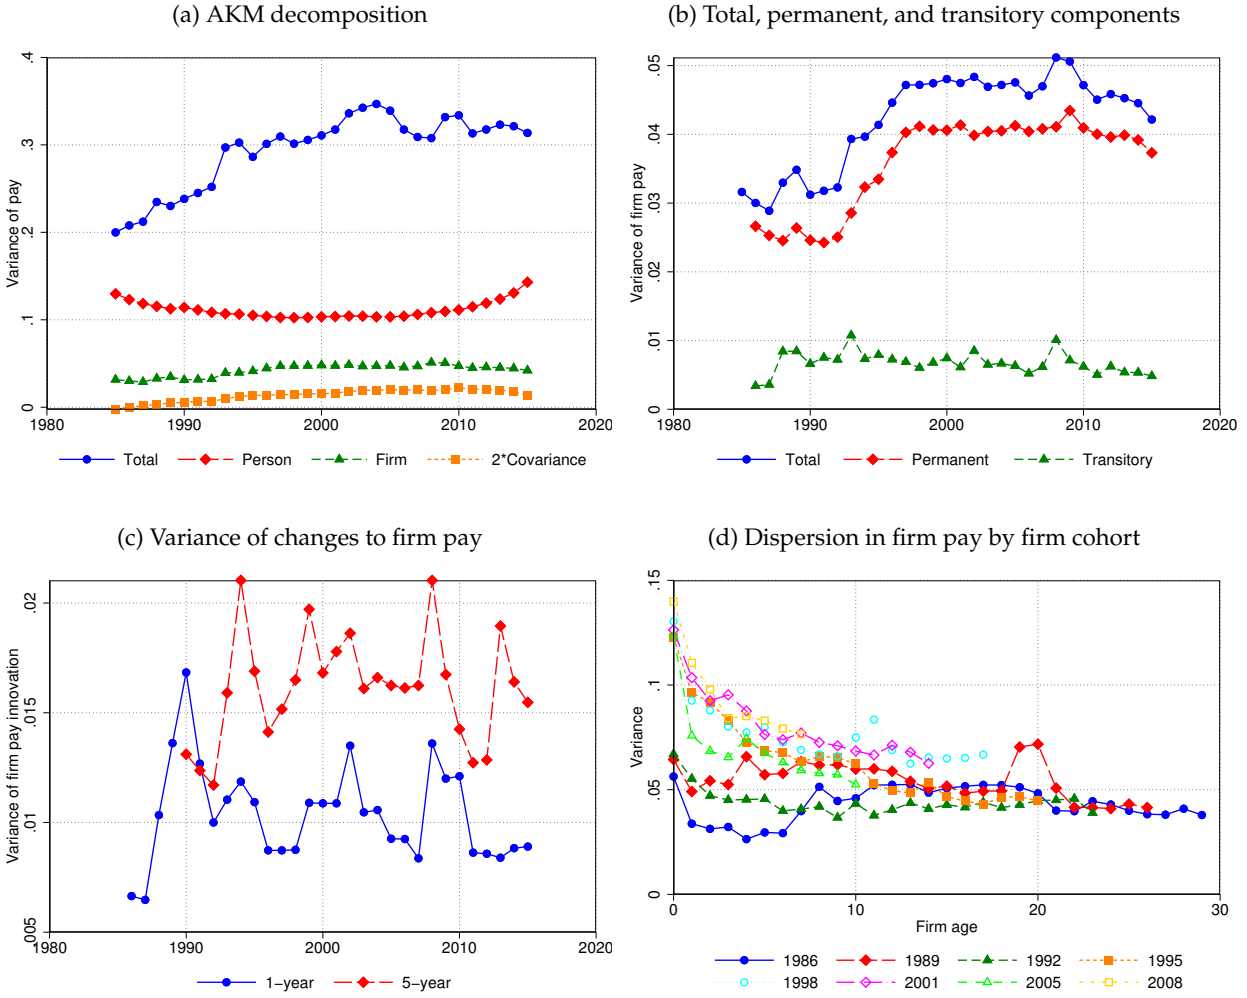 (a) AKM decomposition
Variance of pay
.4
.3
.2
.1
0
1980 1990 2000 2010 2020
Total Person Firm 2*Covariance
(b) Total, permanent, and transitory components
Variance of firm pay
.05
.04
.03
.02
.01
0
1980 1990 2000 2010 2020
Total Permanent Transitory
(c) Variance of changes to firm pay
Variance of firm pay innovation
.02
.015
.01
.005
1980 1990 2000 2010 2020
1−year 5−year
(d) Dispersion in firm pay by firm cohort
Variance
.15
.1
.05
0
0 10 20 30
Firm age
1986 1989 1992 1995
1998 2001 2005 2008